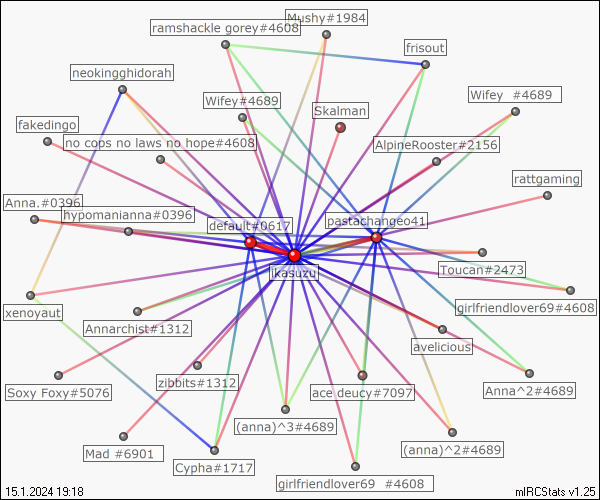 Mushy#1984
ramshackle gorey#4608
frisout
neokingghidorah
Wifey #4689
Wifey#4689
Skalman
fakedingo
no cops no laws no hope#4608
AlpineRooster#2156
rattgaming
Anna.#0396
hypomanianna#0396
default#0617
pastachangeo41
ikasuzu
Toucan#2473
girlfriendlover69#4608
xenoyaut
Annarchist#1312
avelicious
zibbits#1312
Soxy Foxy#5076
ace deucy#7097
Anna^2#4689
(anna)^3#4689
Mad #6901
(anna)^2#4689
Cypha#1717
girlfriendlover69 #4608
15.1.2024 19:18
mIRCStats v1.25